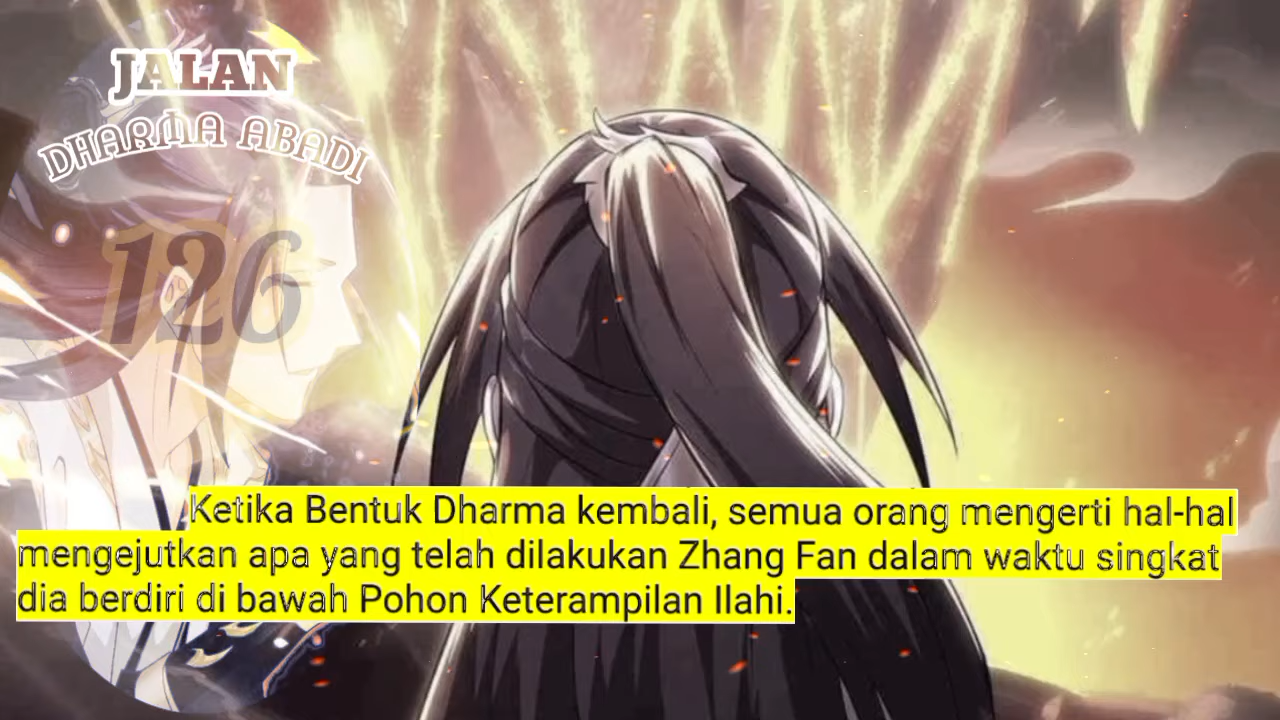 JALAN
DHARMA ABADI
126
Ketika Bentuk Dharma kembali, semua orang mengerti hal-hal
mengejutkan apa yang telah dilakukan Zhang Fan dalam waktu singkat
dia berdiri di bawah Pohon Keterampilan Ilahi.